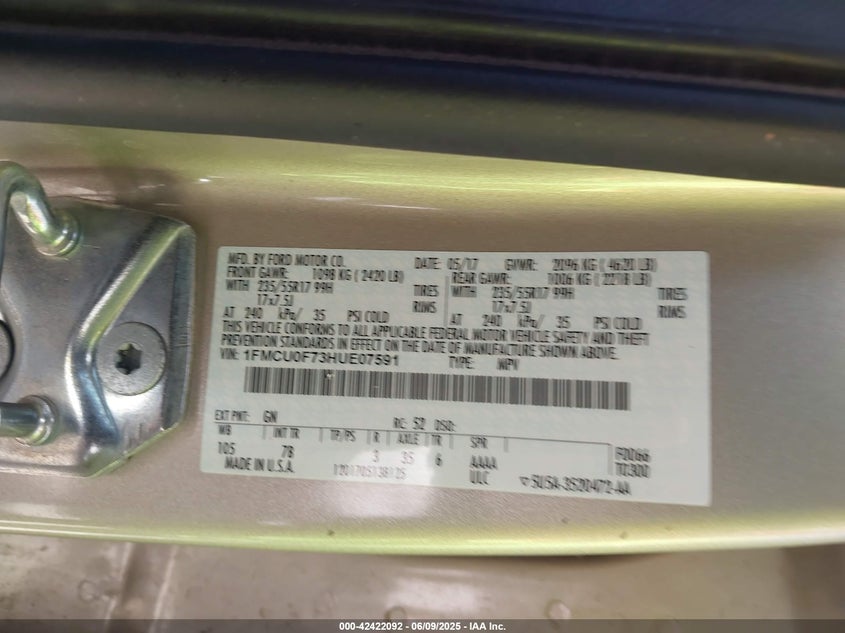 MFD. BY FORD MOTOR CO. DATE: 05/17 GVWR: 2096 KG ( 4620 LB)
FRONT GAWR: 1098 KG ( 2420 LB) REAR GAWR: 1006 KG ( 2218 LB)
WITH 235/55R17 99H TIRES WITH 235/55R17 99H TIRES
17x7.5J RIMS 17x7.5J RIMS
AT 240 kPa/ 35 PSI COLD AT 240 kPa/ 35 PSI COLD
THIS VEHICLE CONFORMS TO ALL APPLICABLE FEDERAL MOTOR VEHICLE SAFETY AND THEFT
PREVENTION STANDARDS IN EFFECT ON THE DATE OF MANUFACTURE SHOWN ABOVE.
VIN: 1FMCU0F73HUE07591 TYPE: MPV
EXT PNT: GN RC: 52 DSO:
WB INT TR TP/PS R AXLE TR SPR
105 7B 3 35 6 AAAA F0066
MADE IN U.S.A. ULC T0300
1201705138125 5U5A-3520472-AA
000-42422092 - 06/09/2025 - IAA Inc.